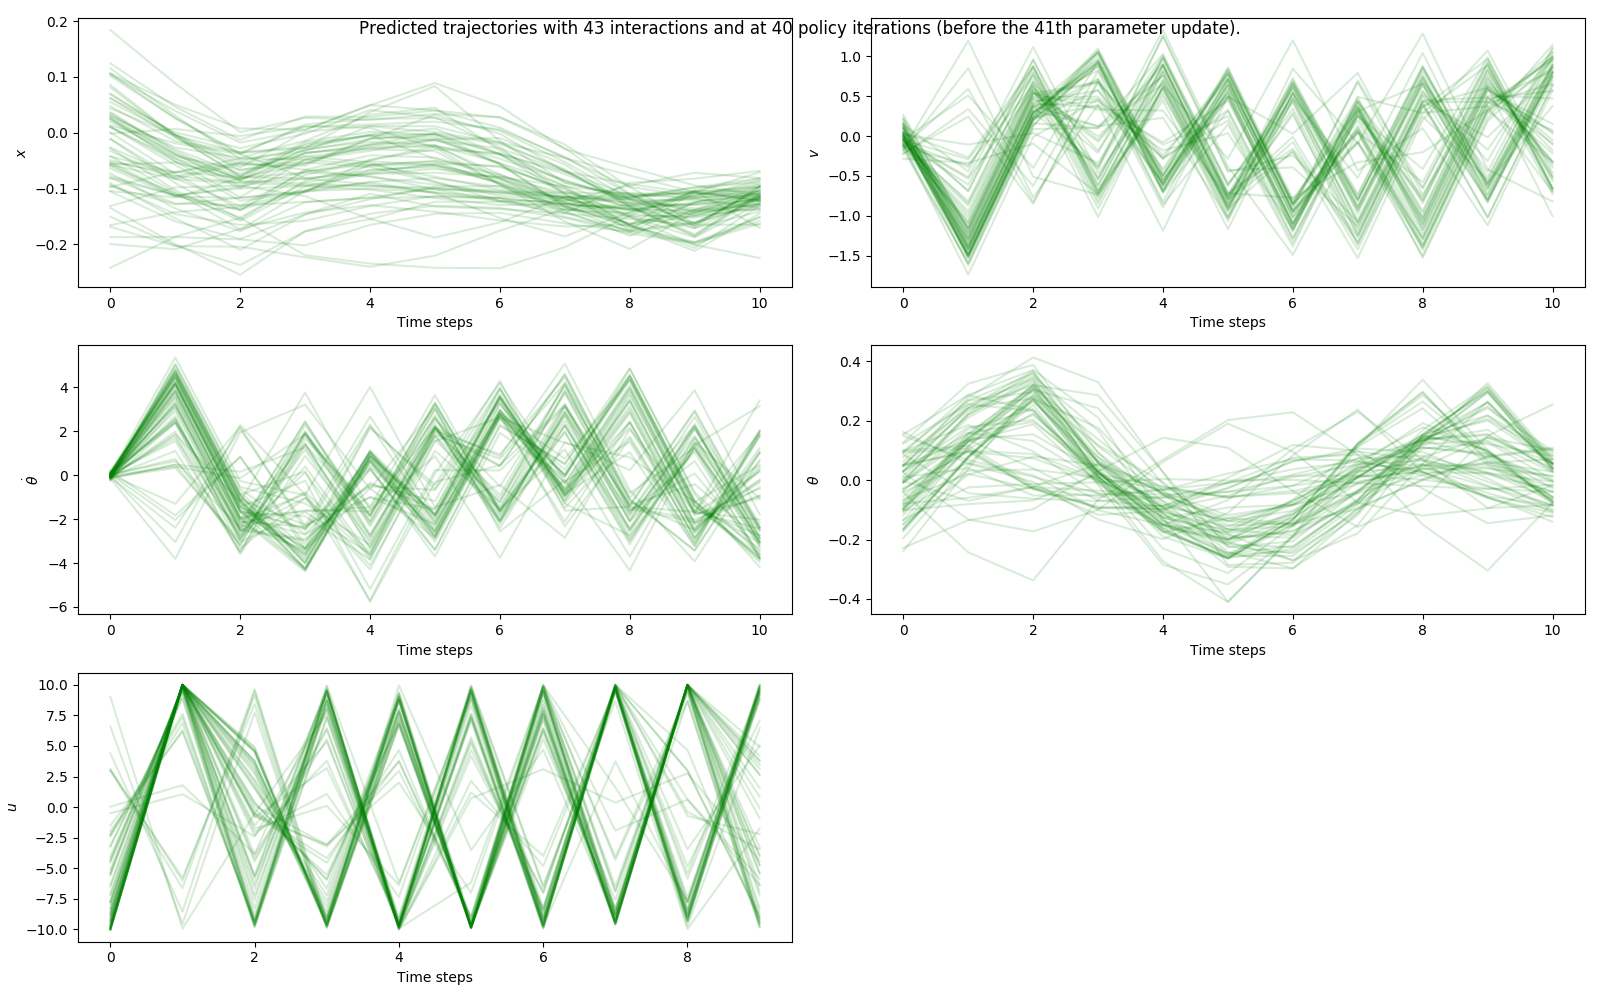 Predicted trajectories with 43 interactions and at 40 policy iterations (before the 41th parameter update).
0.2
0.1
0.0
−0.1
−0.2
x
0 2 4 6 8 10
Time steps
1.0
0.5
0.0
−0.5
−1.0
−1.5
v
0 2 4 6 8 10
Time steps
4
2
0
−2
−4
−6
θ̇
0 2 4 6 8 10
Time steps
0.4
0.2
0.0
−0.2
−0.4
θ
0 2 4 6 8 10
Time steps
10.0
7.5
5.0
2.5
0.0
−2.5
−5.0
−7.5
−10.0
u
0 2 4 6 8
Time steps